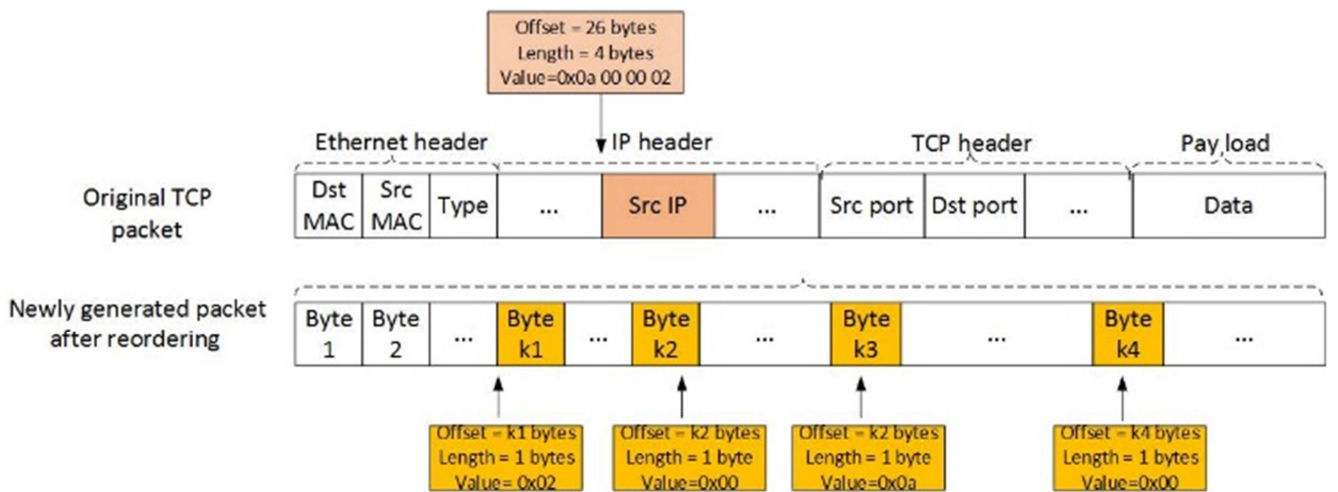 Offset = 26 bytes
Length = 4 bytes
Value=0x0a 00 00 02
Ethernet header
IP header
TCP header
Pay load
Original TCP
packet
Dst
MAC
Src
MAC
Type
...
Src IP
...
Src port
Dst port
...
Data
Newly generated packet
after reordering
Byte
1
Byte
2
...
Byte
k1
...
Byte
k2
...
Byte
k3
...
Byte
k4
...
Offset = k1 bytes
Length = 1 bytes
Value= 0x02
Offset = k2 bytes
Length = 1 byte
Value=0x00
Offset = k2 bytes
Length = 1 byte
Value=0x0a
Offset = k4 bytes
Length = 1 bytes
Value=0x00